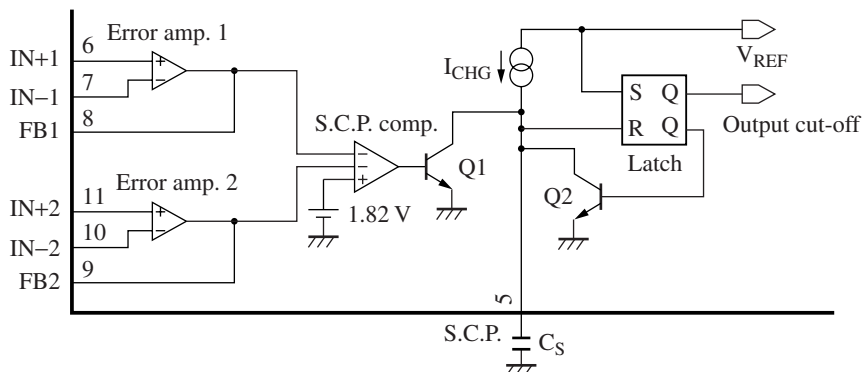 Error amp. 1
IN+1
6
IN−1
7
FB1
8
Error amp. 2
IN+2
11
IN−2
10
FB2
9
+
−
+
−
S.C.P. comp.
−
−
+
1.82 V
Q1
I_CHG
V_REF
S Q
R Q
Latch
Output cut-off
Q2
5
S.C.P.
C_S